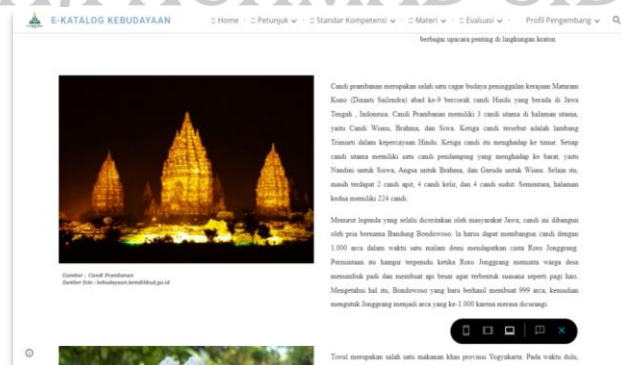 E-KATALOG KEBUDAYAAN
Home
Petunjuk
Standar Kompetensi
Materi
Evaluasi
Profil Pengembang
berbagai upacara penting di lingkungan kraton.
Candi prambanan merupakan salah satu cagar budaya peninggalan kerajaan Mataram
Kuno (Dinasti Sailendra) abad ke-9 bercorak candi Hindu yang berada di Jawa
Tengah , Indonesia. Candi Prambanan memiliki 3 candi utama di halaman utama,
yaitu Candi Wisnu, Brahma, dan Siwa. Ketiga candi tersebut adalah lambang
Trimurti dalam kepercayaan Hindu. Ketiga candi itu menghadap ke timur. Setiap
candi utama memiliki satu candi pendamping yang menghadap ke barat, yaitu
Nandini untuk Siswa, Angsa untuk Brahma, dan Garuda untuk Wisnu. Selain itu,
masih terdapat 2 candi apit, 4 candi kelir, dan 4 candi sudut. Sementara, halaman
kedua memiliki 224 candi.
Menurut legenda yang selalu diceritakan oleh masyarakat Jawa, candi ini dibangun
oleh pria bernama Bandung Bondowoso. Ia harus dapat membangun candi dengan
1.000 arca dalam waktu satu malam demi mendapatkan cinta Roro Jonggrang.
Permintaan itu hampir terpenuhi ketika Roro Jonggrang meminta warga desa
menumbuk padi dan membuat api besar agar terbentuk suasana seperti pagi hari.
Mengetahui hal itu, Bondowoso yang baru berhasil membuat 999 arca, kemudian
mengutuk Jonggrang menjadi arca yang ke-1.000 karena merasa dicurangi.
Gambar : Candi Prambanan
Sumber foto : kebudayaan.kemdikbud.go.id
Tiwul merupakan salah satu makanan khas provinsi Yogyakarta. Pada waktu dulu,